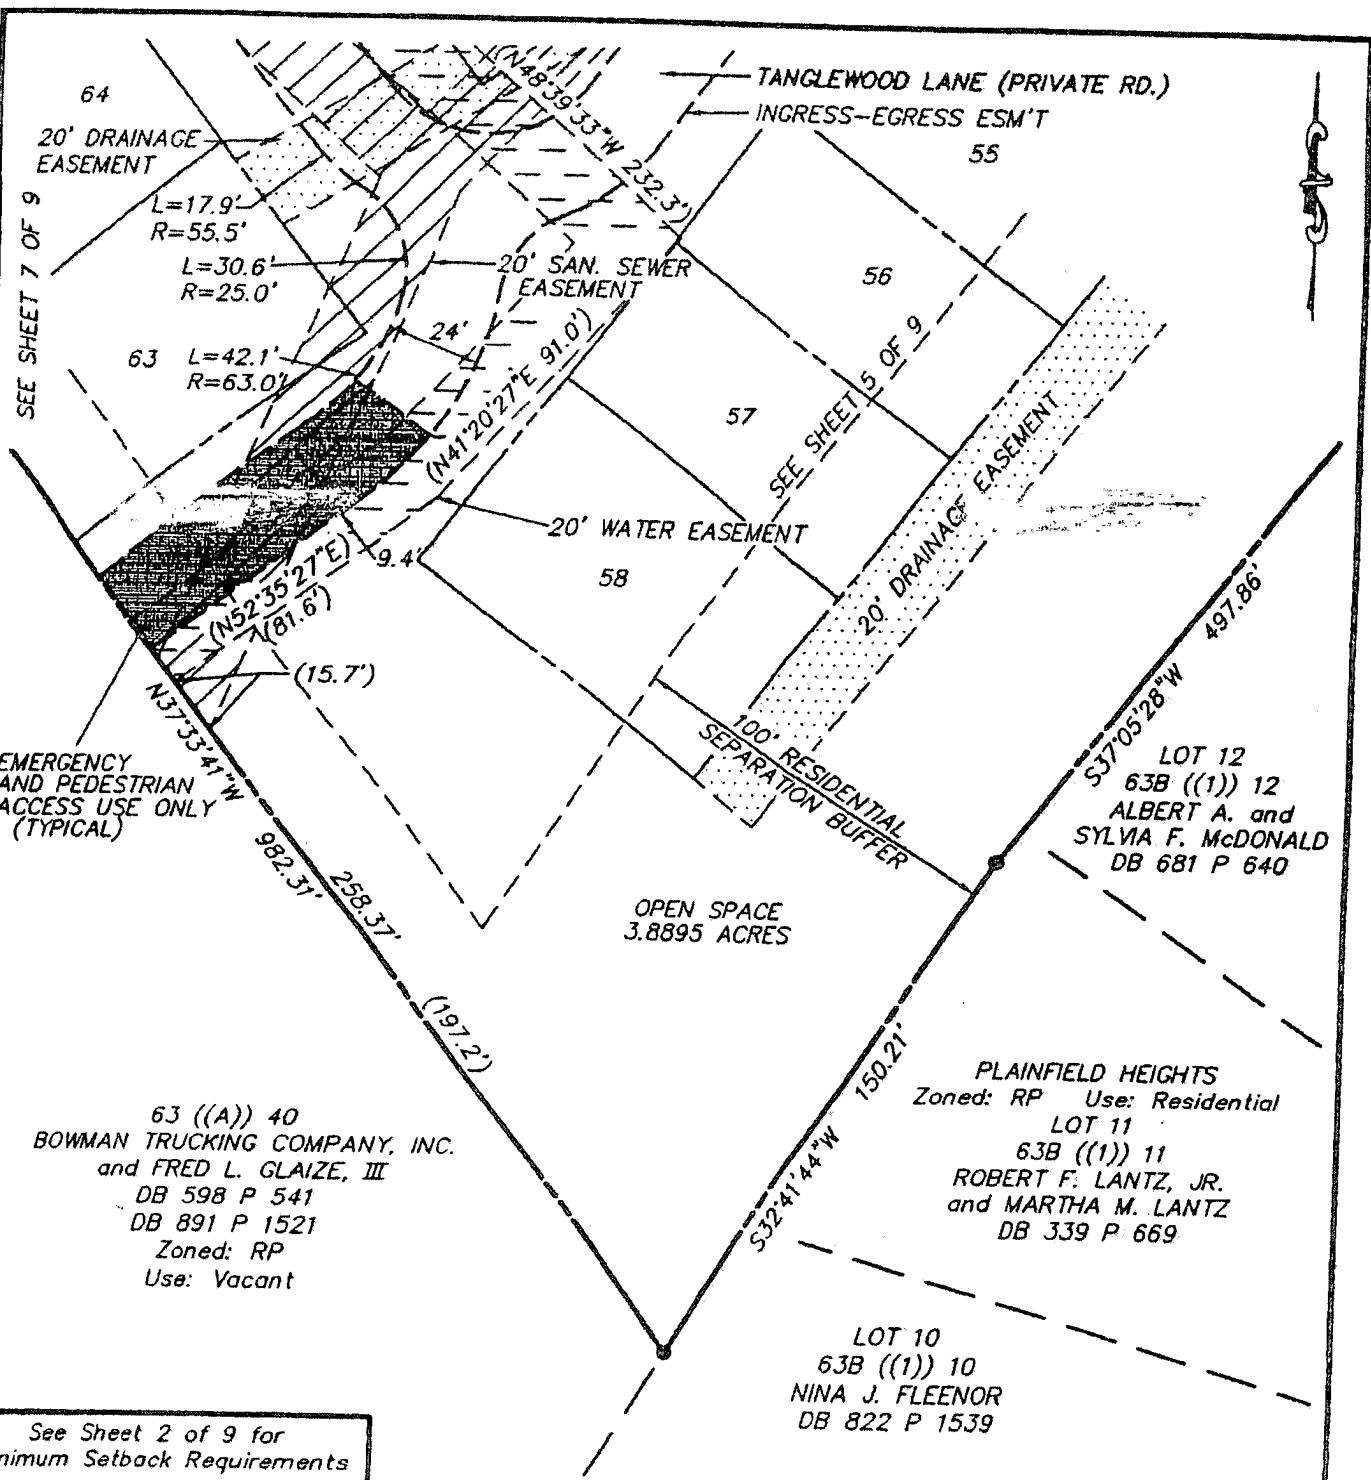 64
20' DRAINAGE
EASEMENT
SEE SHEET 7 OF 9
L=17.9'
R=55.5'
L=30.6'
R=25.0'
63
L=42.1'
R=63.0'
(N48°39'33"W 232.3')
TANGLEWOOD LANE (PRIVATE RD.)
INGRESS-EGRESS ESM'T
55
20' SAN. SEWER
EASEMENT
24'
56
(N41°20'27"E 91.0')
57
SEE SHEET 5 OF 9
20' DRAINAGE EASEMENT
20' WATER EASEMENT
9.4'
58
(N52°35'27"E)
(81.6')
(15.7')
N37°33'41"W
982.31'
258.37'
(197.2')
EMERGENCY
AND PEDESTRIAN
ACCESS USE ONLY
(TYPICAL)
100' RESIDENTIAL
SEPARATION BUFFER
S37°05'28"W 497.86'
LOT 12
63B ((1)) 12
ALBERT A. and
SYLVIA F. McDONALD
DB 681 P 640
OPEN SPACE
3.8895 ACRES
S32°41'44"W 150.21'
PLAINFIELD HEIGHTS
Zoned: RP Use: Residential
LOT 11
63B ((1)) 11
ROBERT F. LANTZ, JR.
and MARTHA M. LANTZ
DB 339 P 669
63 ((A)) 40
BOWMAN TRUCKING COMPANY, INC.
and FRED L. GLAIZE, III
DB 598 P 541
DB 891 P 1521
Zoned: RP
Use: Vacant
LOT 10
63B ((1)) 10
NINA J. FLEENOR
DB 822 P 1539
See Sheet 2 of 9 for
nimum Setback Requirements